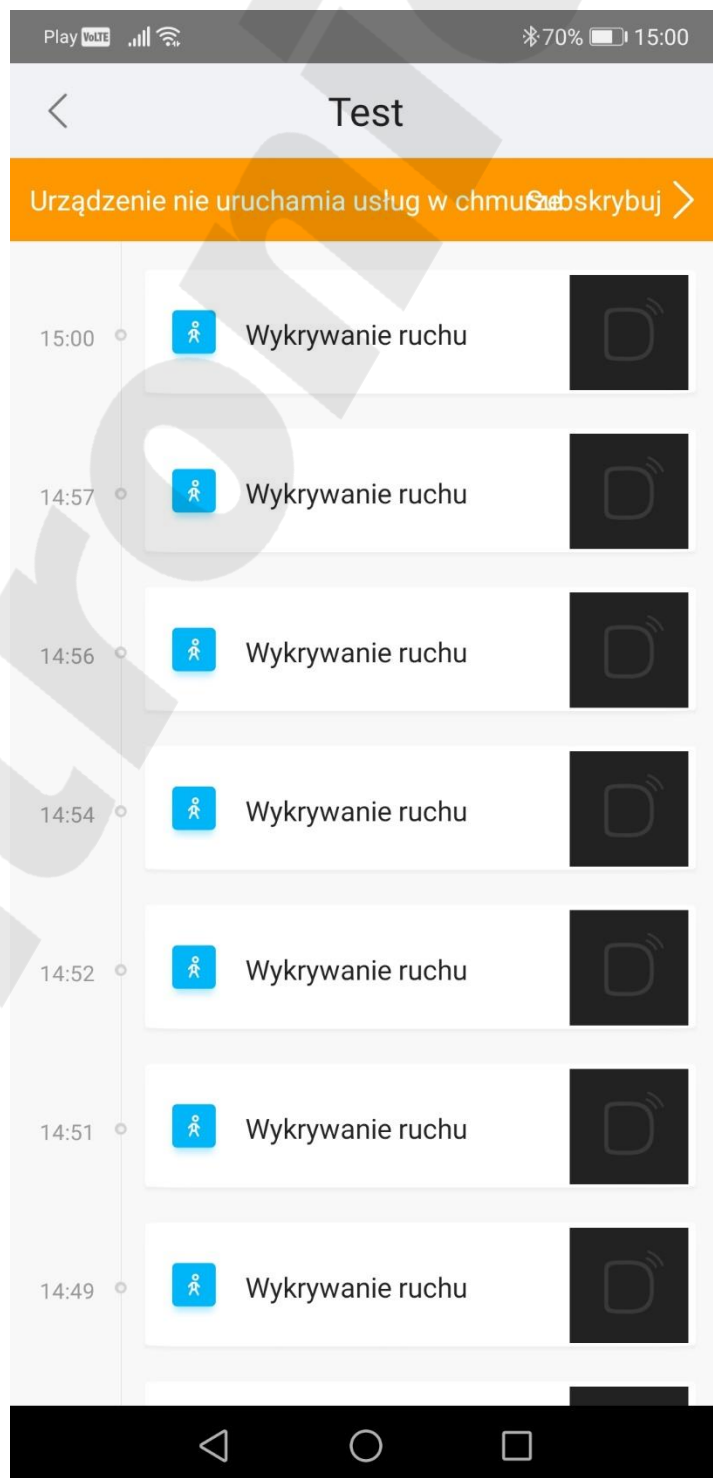 Play VoLTE 70% 15:00
Test
Urządzenie nie uruchamia usług w chmurze. Subskrybuj
15:00 Wykrywanie ruchu
14:57 Wykrywanie ruchu
14:56 Wykrywanie ruchu
14:54 Wykrywanie ruchu
14:52 Wykrywanie ruchu
14:51 Wykrywanie ruchu
14:49 Wykrywanie ruchu